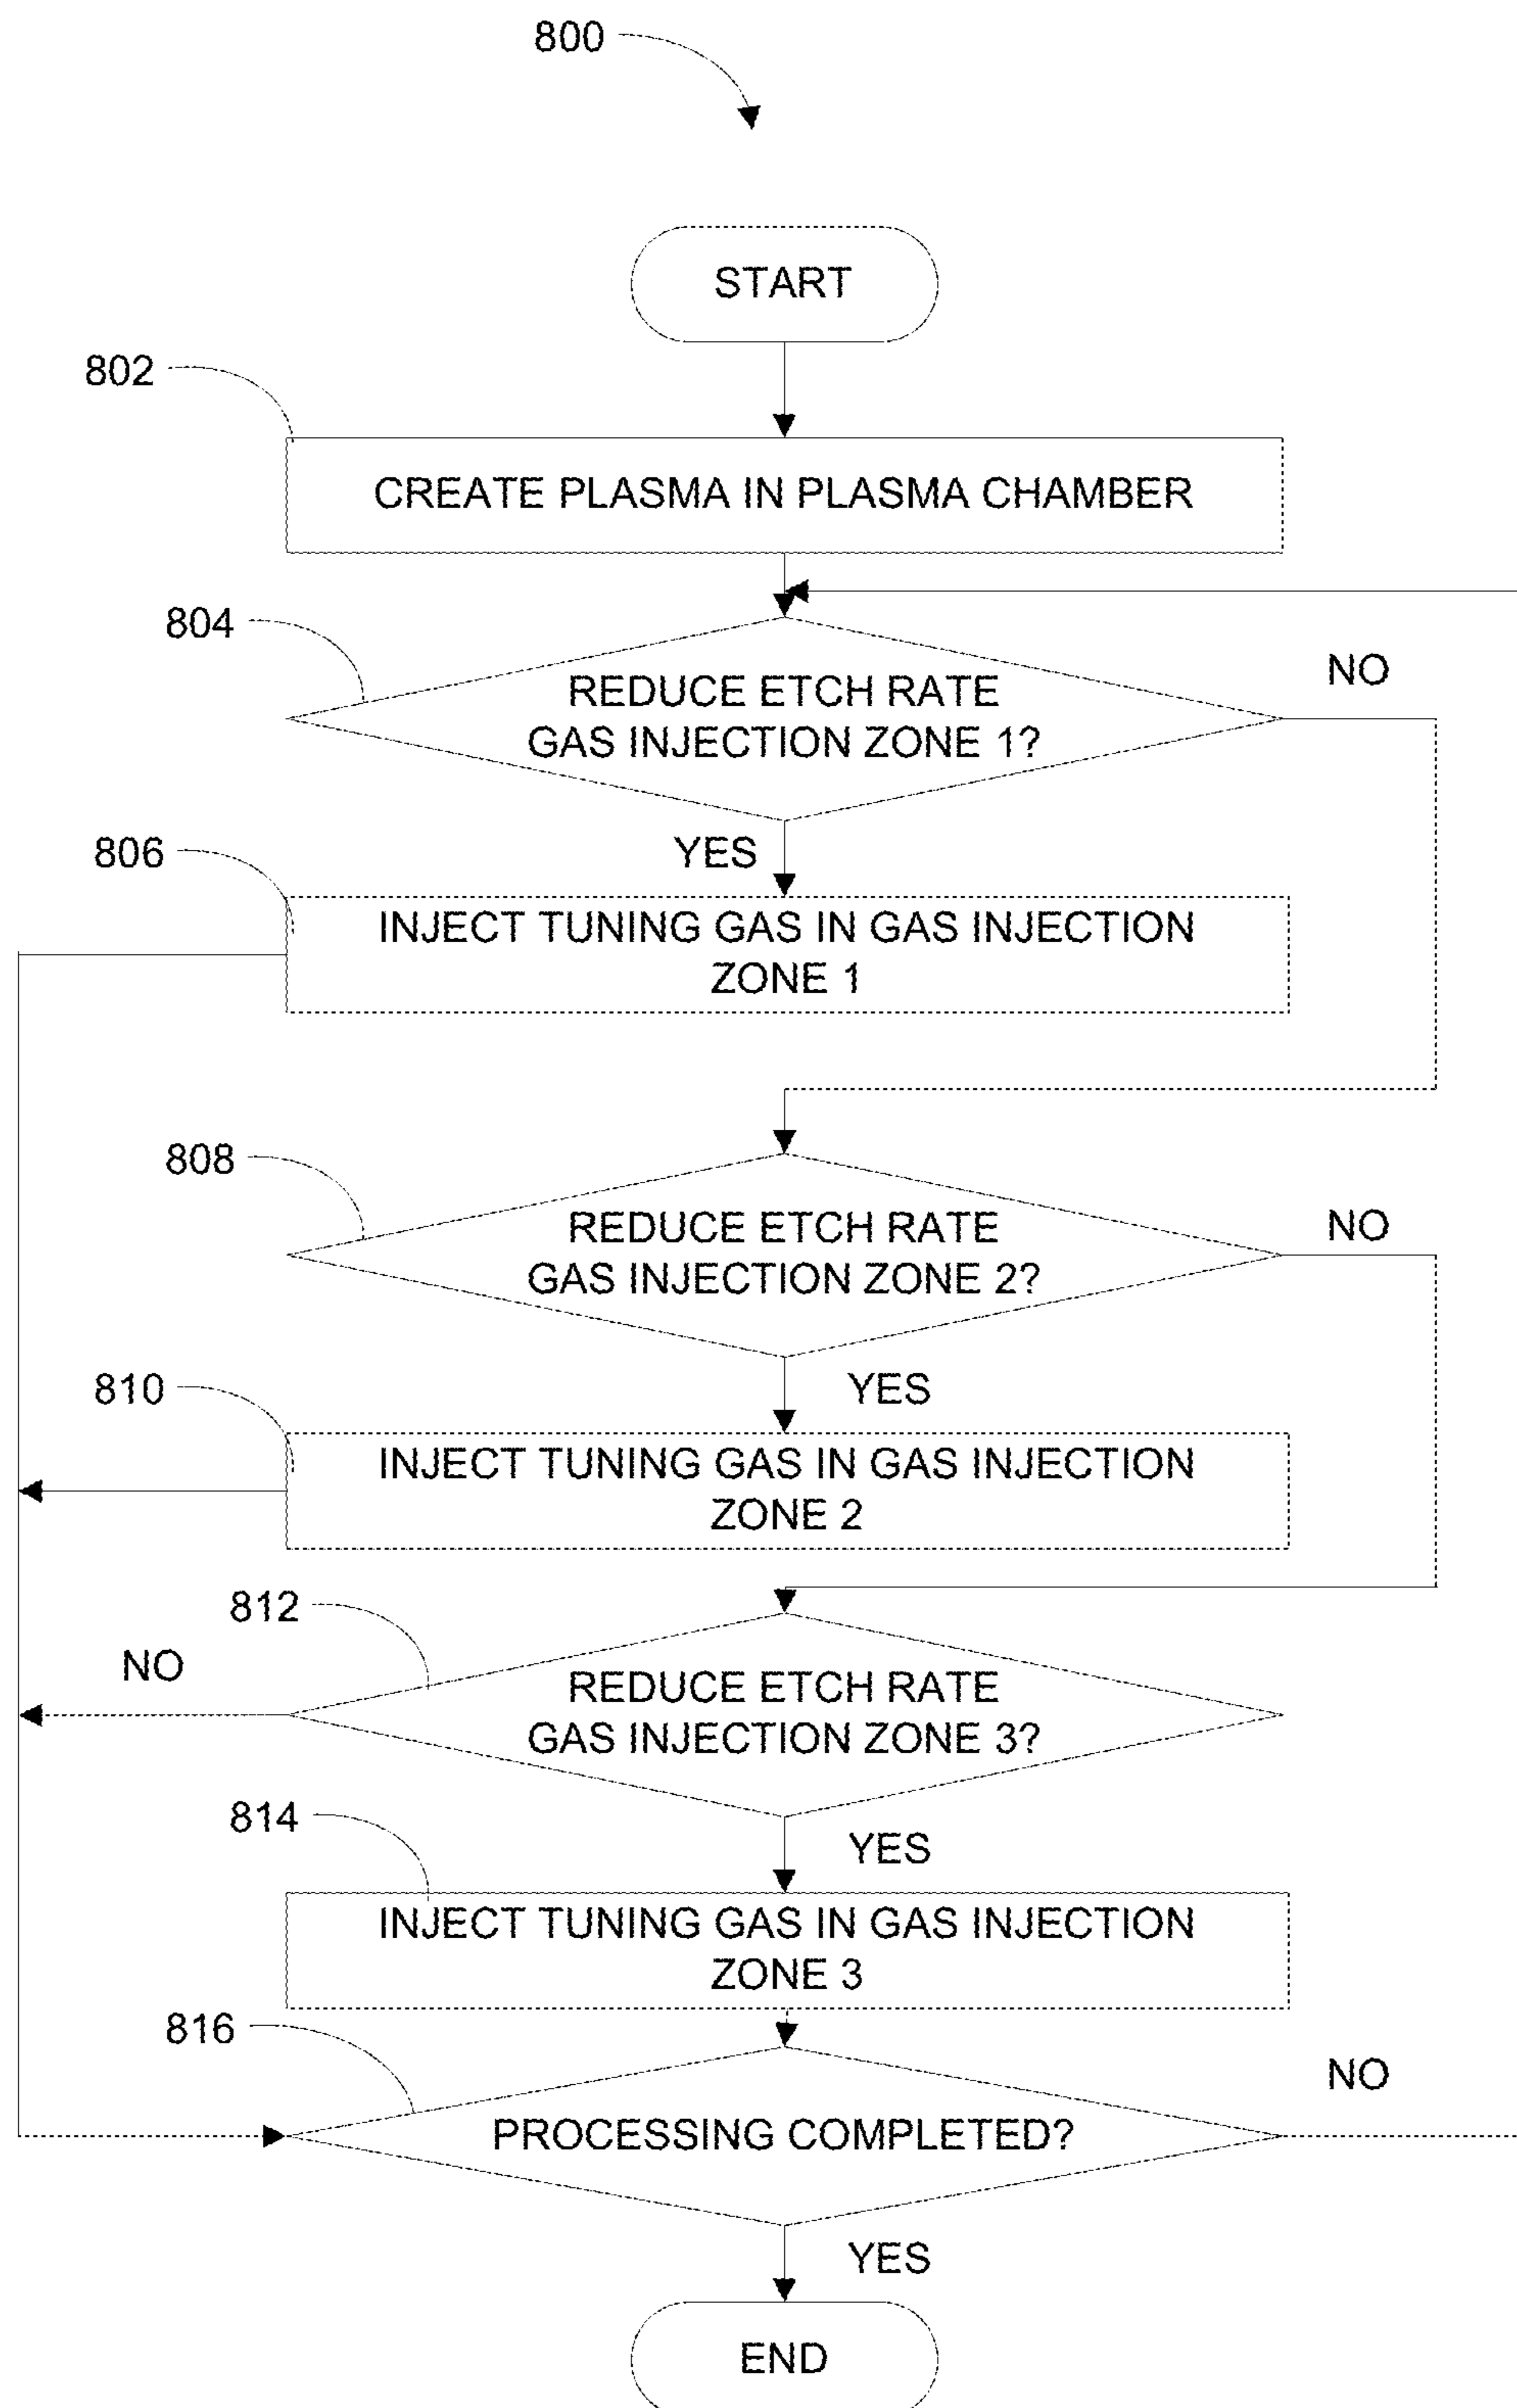 800
START
802
CREATE PLASMA IN PLASMA CHAMBER
804
REDUCE ETCH RATE
GAS INJECTION ZONE 1?
NO
YES
806
INJECT TUNING GAS IN GAS INJECTION
ZONE 1
808
REDUCE ETCH RATE
GAS INJECTION ZONE 2?
NO
YES
810
INJECT TUNING GAS IN GAS INJECTION
ZONE 2
812
NO
REDUCE ETCH RATE
GAS INJECTION ZONE 3?
814
YES
INJECT TUNING GAS IN GAS INJECTION
ZONE 3
816
NO
PROCESSING COMPLETED?
YES
END